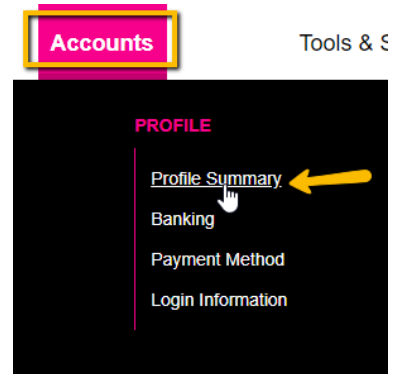 Accounts
Tools & S
PROFILE
Profile Summary
Banking
Payment Method
Login Information